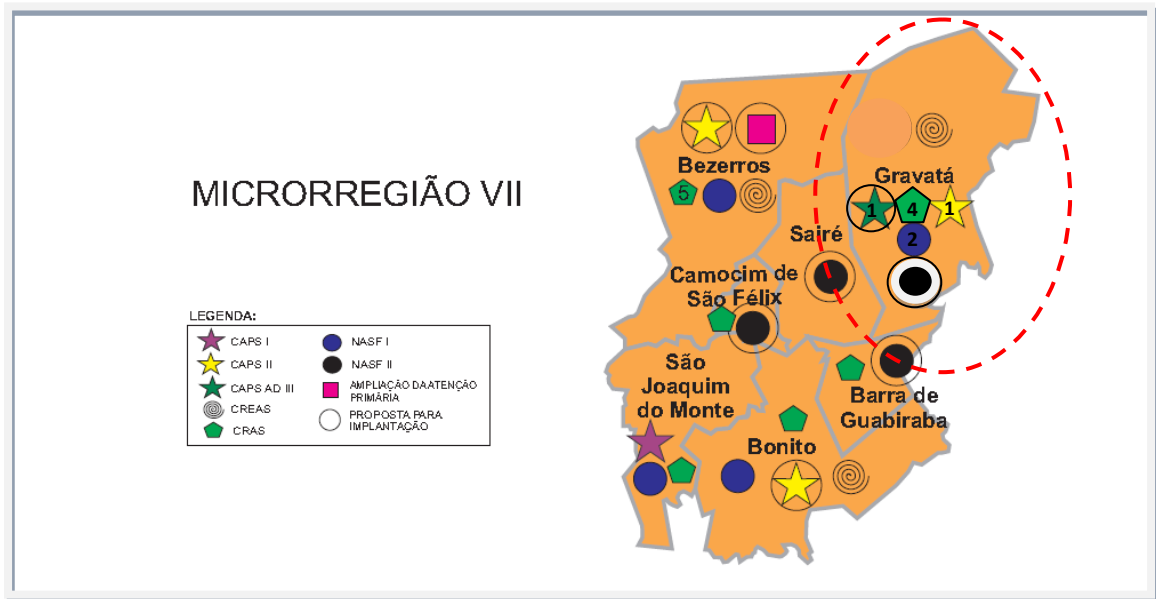 MICRORREGIÃO VII
Bezerros
5
Gravatá
1
4
1
2
Sairé
Camocim de
São Félix
São
Joaquim
do Monte
Barra de
Guabiraba
Bonito
LEGENDA:
CAPS I
CAPS II
CAPS AD III
CREAS
CRAS
NASF I
NASF II
AMPLIAÇÃO DAATENÇÃO
PRIMÁRIA
PROPOSTA PARA
IMPLANTAÇÃO